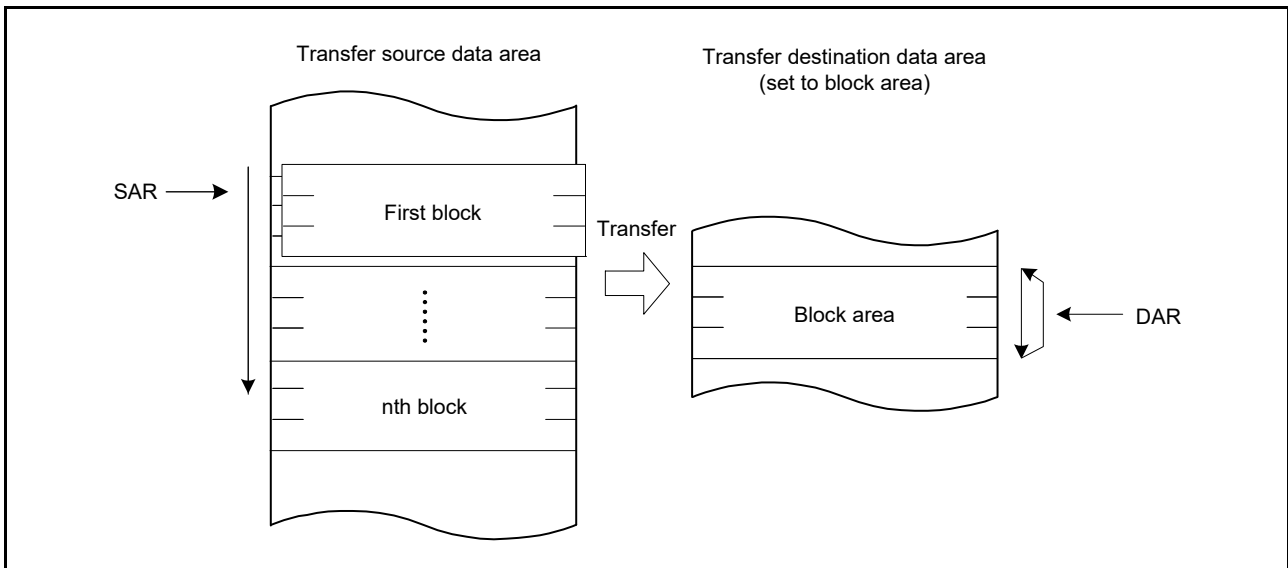 Transfer source data area
Transfer destination data area
(set to block area)
SAR
First block
Transfer
Block area
DAR
nth block